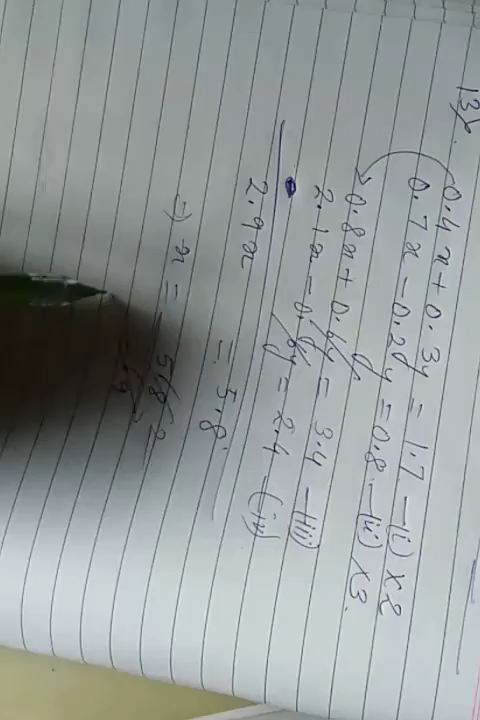 13).
0.4x + 0.3y = 1.7 — (i) × 2
0.7x — 0.2y = 0.8 — (ii) × 3.
0.8x + 0.6y = 3.4 — (iii)
2.1x — 0.6y = 2.4 — (iv)
2.9x = 5.8
⇒ x = 5.8 2
2.9